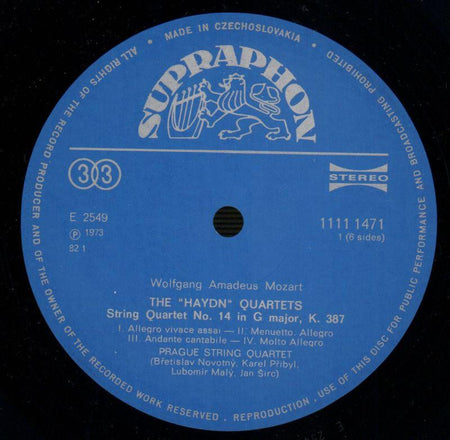 MADE IN CZECHOSLOVAKIA
ALL RIGHTS OF THE RECORD PRODUCER AND OF THE OWNER OF THE RECORDED WORK RESERVED . REPRODUCTION , USE OF THIS DISC FOR PUBLIC PERFORMANCE AND BROADCASTING PROHIBITED
SUPRAPHON
33
STEREO
E 2549
1111 1471
Ⓟ 1973
1 (6 sides)
82 1
Wolfgang Amadeus Mozart
THE "HAYDN" QUARTETS
String Quartet No. 14 in G major, K. 387
I. Allegro vivace assai — II. Menuetto. Allegro
III. Andante cantabile — IV. Molto Allegro
PRAGUE STRING QUARTET
(Břetislav Novotný, Karel Přibyl,
Lubomír Malý, Jan Širc)